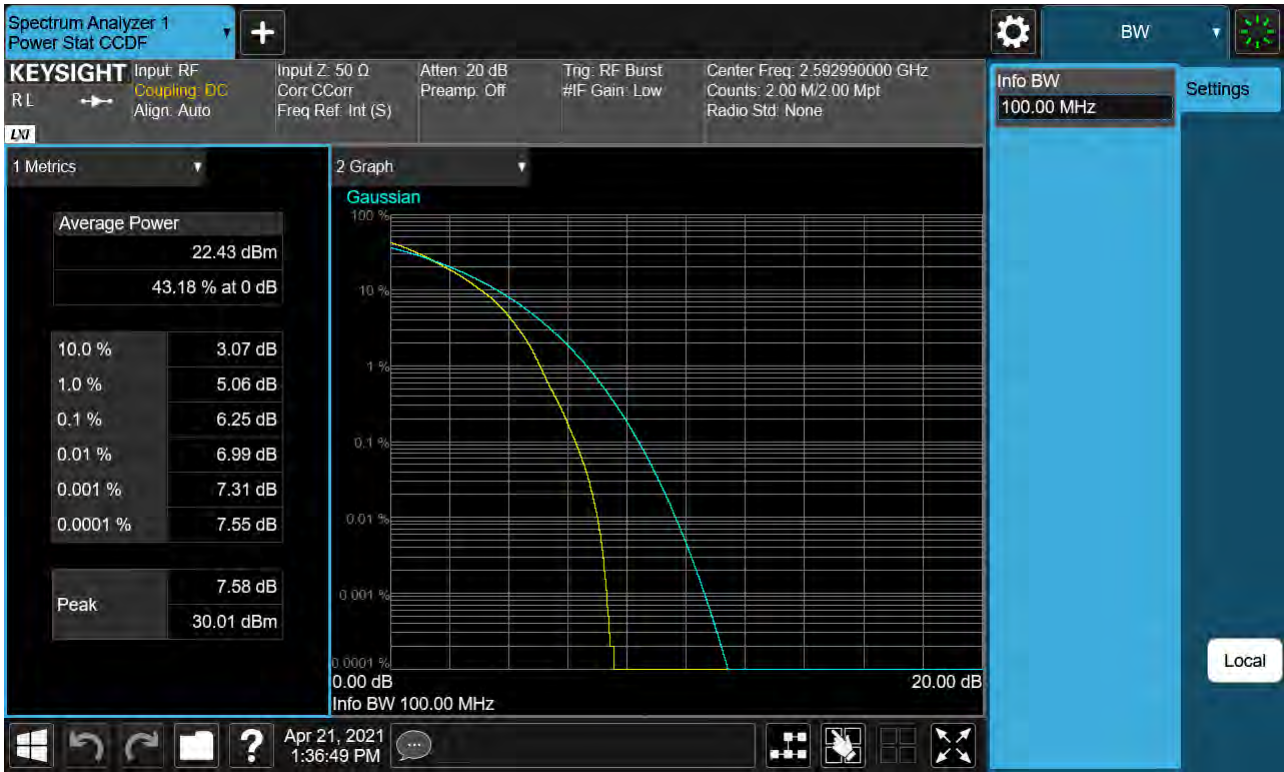 Spectrum Analyzer 1
Power Stat CCDF
BW
KEYSIGHT
RL
LXI
Input: RF
Coupling: DC
Align: Auto
Input Z: 50 Ω
Corr CCorr
Freq Ref: Int (S)
Atten: 20 dB
Preamp: Off
Trig: RF Burst
#IF Gain: Low
Center Freq: 2.592990000 GHz
Counts: 2.00 M/2.00 Mpt
Radio Std: None
Info BW
100.00 MHz
Settings
1 Metrics
Average Power
22.43 dBm
43.18 % at 0 dB
10.0 % 3.07 dB
1.0 % 5.06 dB
0.1 % 6.25 dB
0.01 % 6.99 dB
0.001 % 7.31 dB
0.0001 % 7.55 dB
Peak
7.58 dB
30.01 dBm
2 Graph
Gaussian
100 %
10 %
1 %
0.1 %
0.01 %
0.001 %
0.0001 %
0.00 dB 20.00 dB
Info BW 100.00 MHz
Local
?
Apr 21, 2021
1:36:49 PM